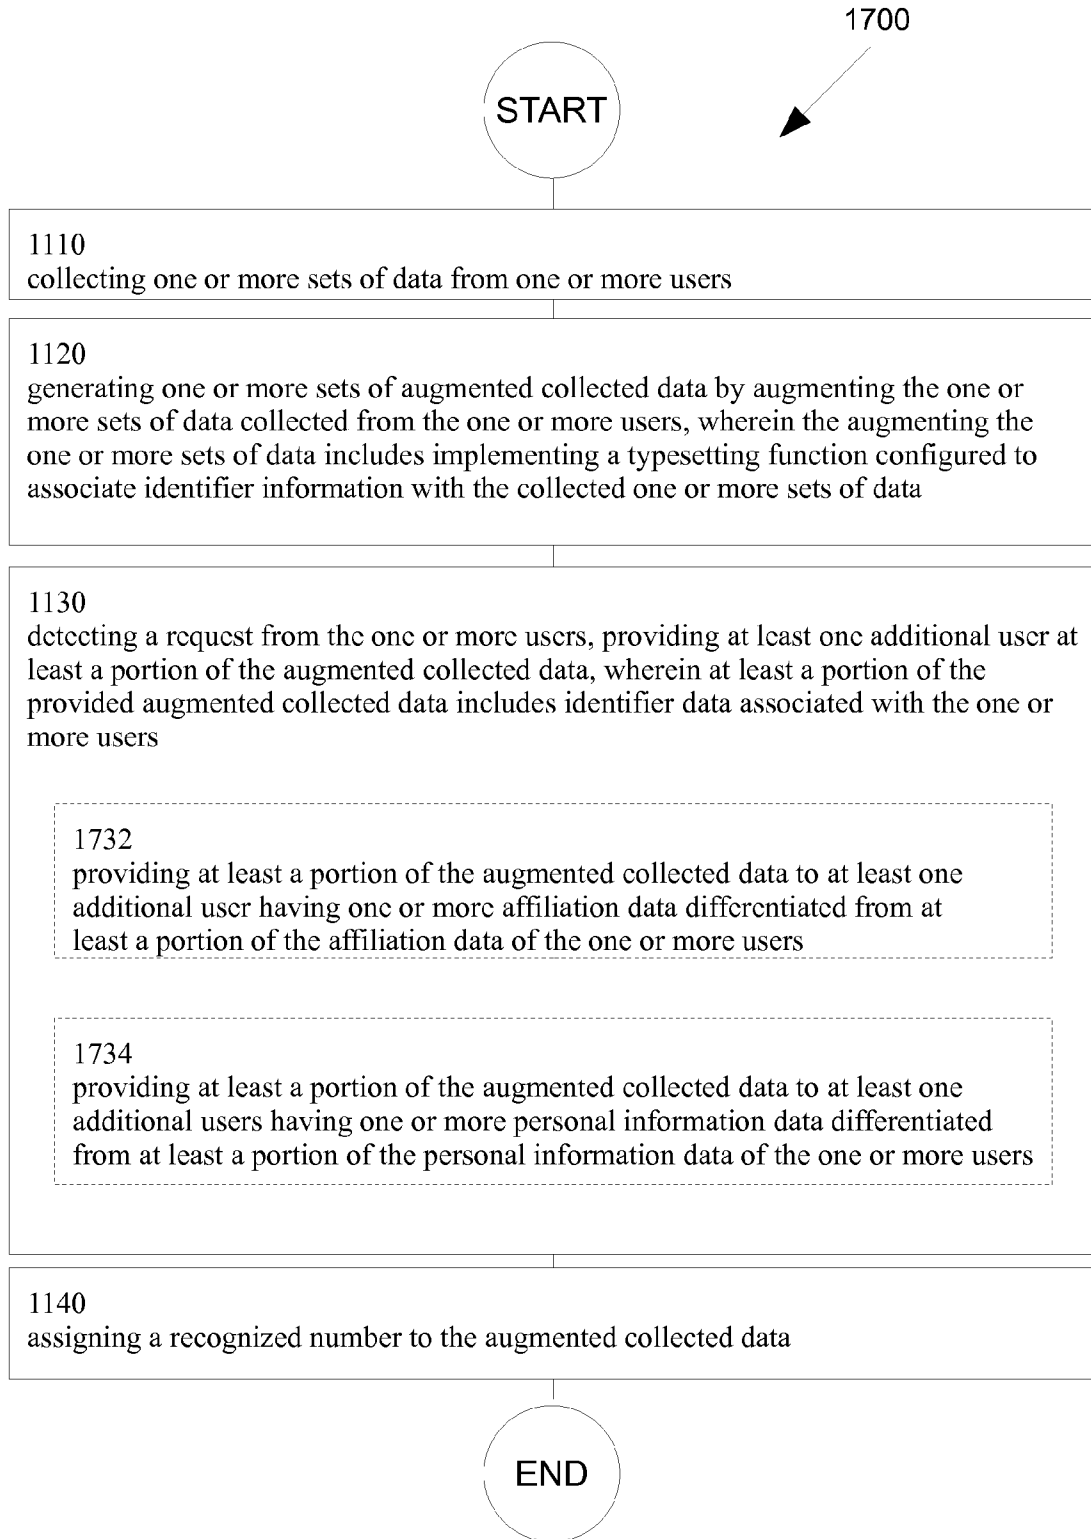 1700
START
1110
collecting one or more sets of data from one or more users
1120
generating one or more sets of augmented collected data by augmenting the one or
more sets of data collected from the one or more users, wherein the augmenting the
one or more sets of data includes implementing a typesetting function configured to
associate identifier information with the collected one or more sets of data
1130
detecting a request from the one or more users, providing at least one additional user at
least a portion of the augmented collected data, wherein at least a portion of the
provided augmented collected data includes identifier data associated with the one or
more users
1732
providing at least a portion of the augmented collected data to at least one
additional user having one or more affiliation data differentiated from at
least a portion of the affiliation data of the one or more users
1734
providing at least a portion of the augmented collected data to at least one
additional users having one or more personal information data differentiated
from at least a portion of the personal information data of the one or more users
1140
assigning a recognized number to the augmented collected data
END